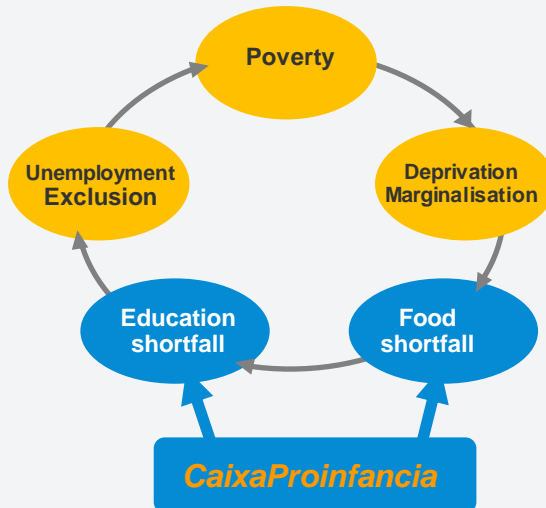 Poverty
Unemployment
Exclusion
Deprivation
Marginalisation
Education
shortfall
Food
shortfall
CaixaProinfancia